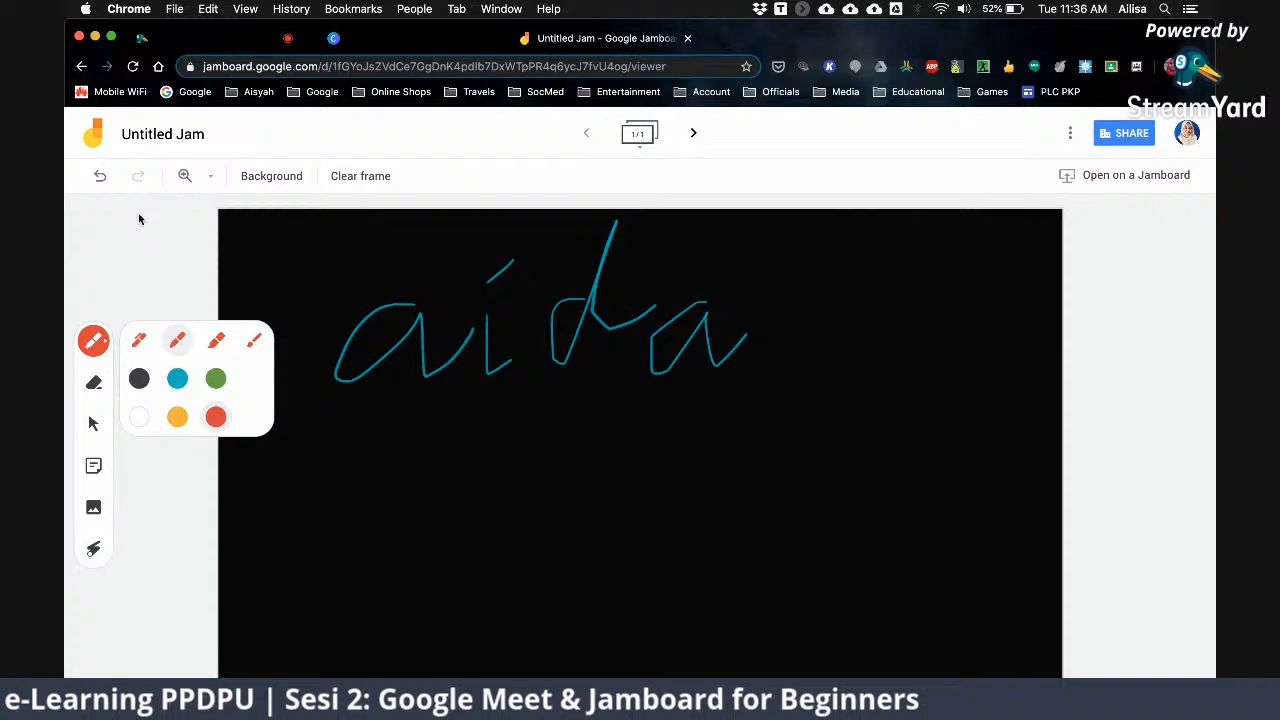 Chrome File Edit View History Bookmarks People Tab Window Help 52% Tue 11:36 AM Ailisa
Powered by
StreamYard
Untitled Jam - Google Jamboa
jamboard.google.com/d/1fGYoJsZVdCe7GgDnK4pdIb7DxWTpPR4q6ycJ7fvU4og/viewer
Mobile WiFi Google Aisyah Google Online Shops Travels SocMed Entertainment Account Officials Media Educational Games PLC PKP
Untitled Jam 1/1 SHARE
Background Clear frame Open on a Jamboard
aida
e-Learning PPDPU | Sesi 2: Google Meet & Jamboard for Beginners